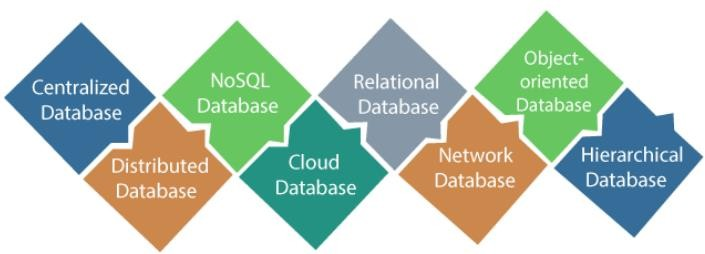 Centralized
Database
Distributed
Database
NoSQL
Database
Cloud
Database
Relational
Database
Network
Database
Object-
oriented
Database
Hierarchical
Database